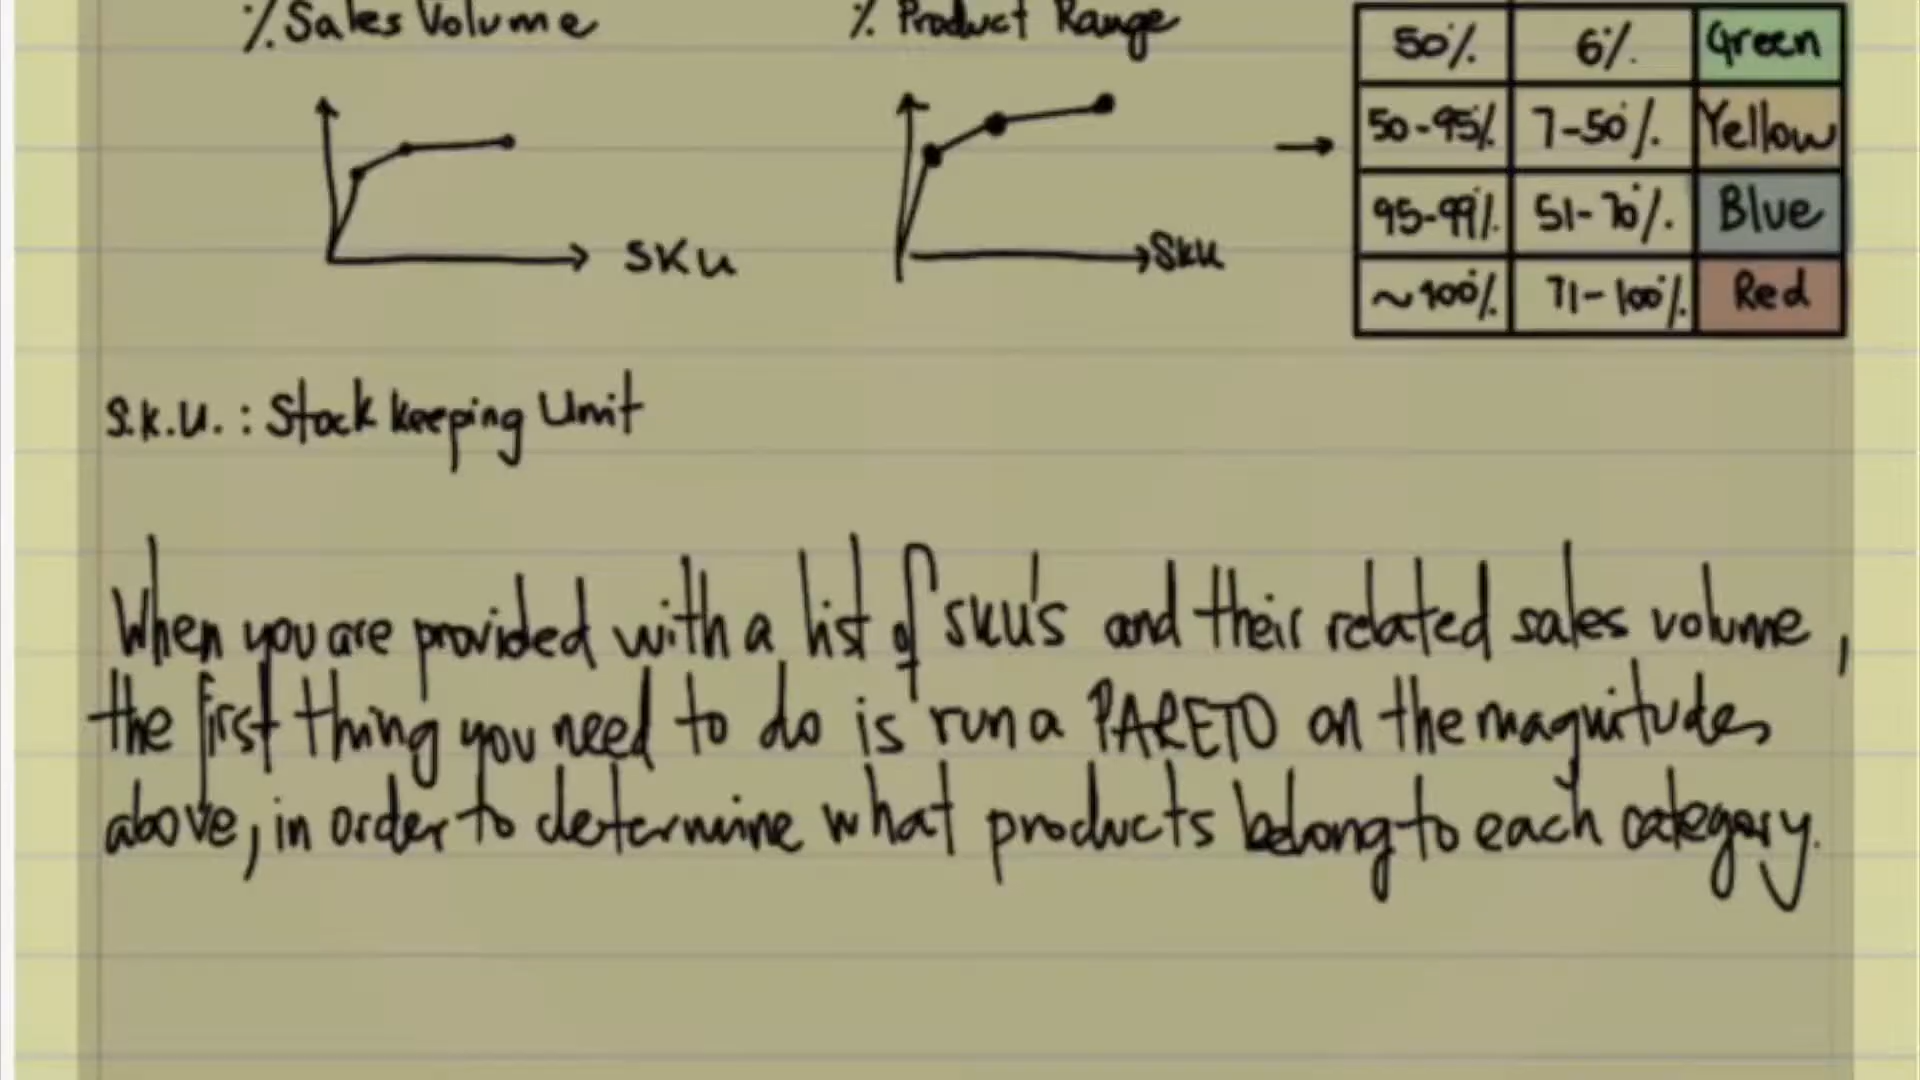 % Sales Volume
% Product Range
50% 6% Green
50-95% 7-50% Yellow
95-99% 51-70% Blue
~100% 71-100% Red
SKU
SKU
S.K.U. : Stock keeping Unit
When you are provided with a list of SKU's and their related sales volume,
the first thing you need to do is run a PARETO on the magnitudes
above, in order to determine what products belong to each category.